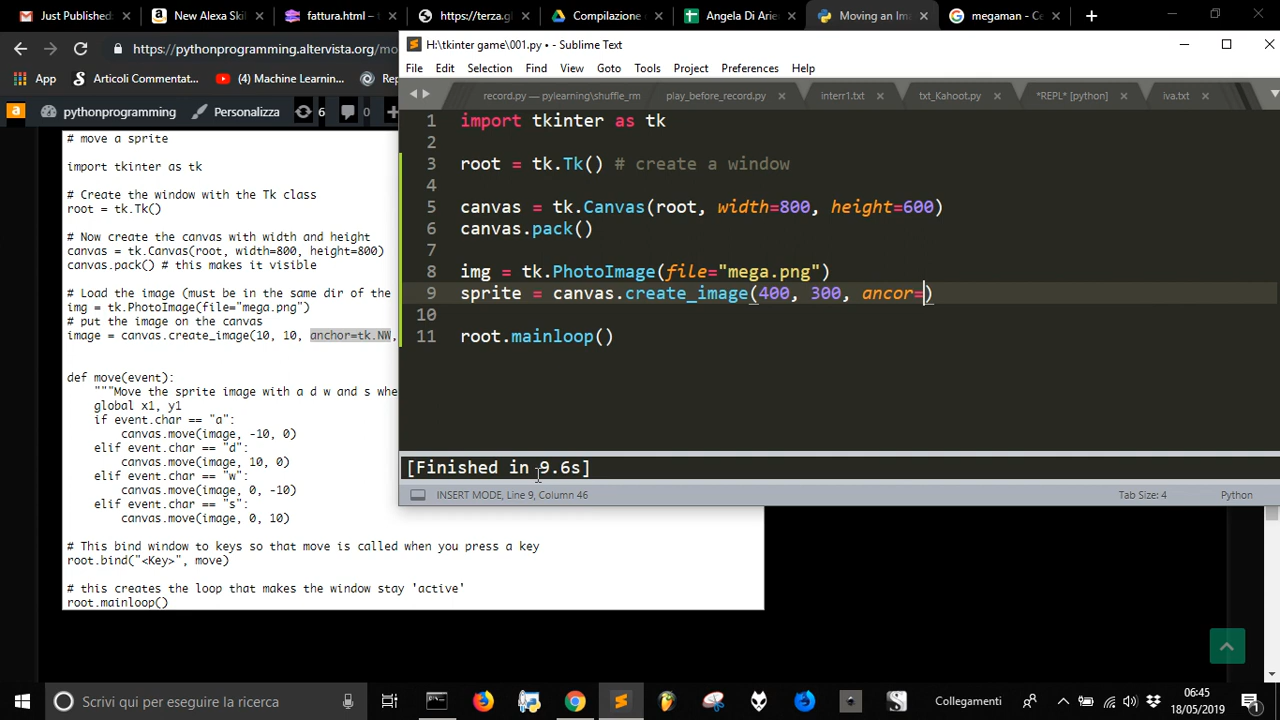 Just Published:
New Alexa Skil
fattura.html –
https://terza.gl
Compilazione
Angela Di Arie
Moving an Ima
megaman - Ce
https://pythonprogramming.altervista.org/mo
App
Articoli Commentat...
(4) Machine Learnin...
Rep
pythonprogramming
Personalizza
6
0
# move a sprite
import tkinter as tk
# Create the window with the Tk class
root = tk.Tk()
# Now create the canvas with width and height
canvas = tk.Canvas(root, width=800, height=800)
canvas.pack() # this makes it visible
# Load the image (must be in the same dir of the
img = tk.PhotoImage(file="mega.png")
# put the image on the canvas
image = canvas.create_image(10, 10, anchor=tk.NW,
def move(event):
"""Move the sprite image with a d w and s whe
global x1, y1
if event.char == "a":
canvas.move(image, -10, 0)
elif event.char == "d":
canvas.move(image, 10, 0)
elif event.char == "w":
canvas.move(image, 0, -10)
elif event.char == "s":
canvas.move(image, 0, 10)
# This bind window to keys so that move is called when you press a key
root.bind("<Key>", move)
# this creates the loop that makes the window stay 'active'
root.mainloop()
H:\tkinter game\001.py • - Sublime Text
File Edit Selection Find View Goto Tools Project Preferences Help
record.py — pylearning\shuffle_rm
play_before_record.py
interr1.txt
txt_Kahoot.py
*REPL* [python]
iva.txt
1 import tkinter as tk
2
3 root = tk.Tk() # create a window
4
5 canvas = tk.Canvas(root, width=800, height=600)
6 canvas.pack()
7
8 img = tk.PhotoImage(file="mega.png")
9 sprite = canvas.create_image(400, 300, ancor=)
10
11 root.mainloop()
[Finished in 9.6s]
INSERT MODE, Line 9, Column 46
Tab Size: 4
Python
Scrivi qui per eseguire la ricerca
Collegamenti
06:45
18/05/2019
1